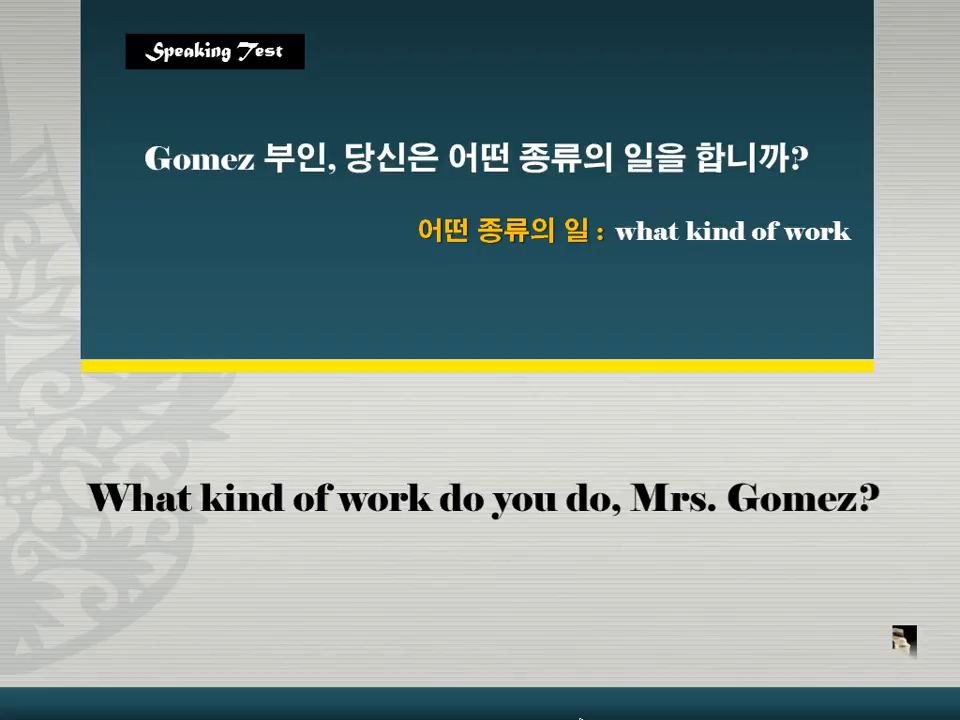 Speaking Test
Gomez 부인, 당신은 어떤 종류의 일을 합니까?
어떤 종류의 일 : what kind of work
What kind of work do you do, Mrs. Gomez?